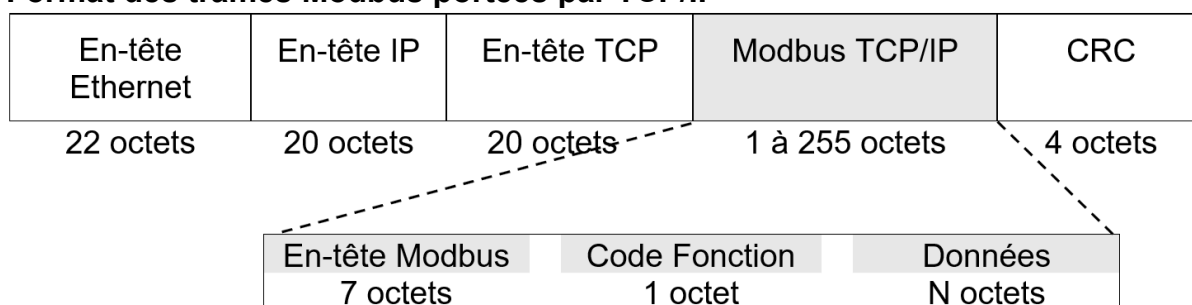 Format des trames Modbus portées par TCP/IP
En-tête Ethernet
En-tête IP
En-tête TCP
Modbus TCP/IP
CRC
22 octets
20 octets
20 octets
1 à 255 octets
4 octets
En-tête Modbus
Code Fonction
Données
7 octets
1 octet
N octets